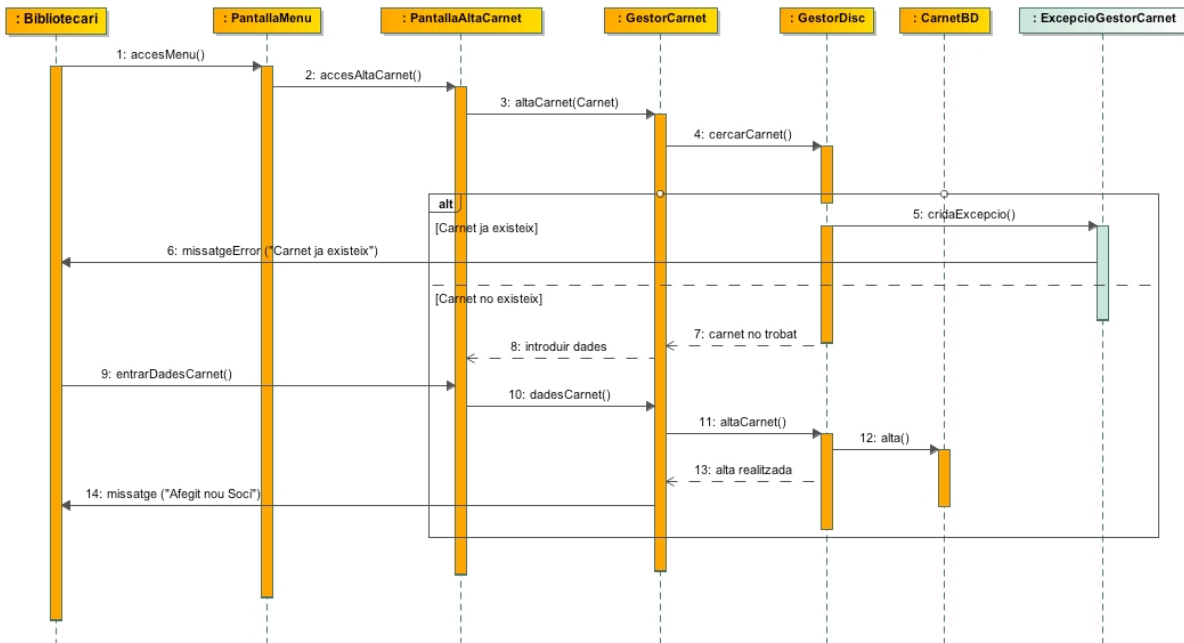 : Bibliotecari
: PantallaMenu
: PantallaAltaCarnet
: GestorCarnet
: GestorDisc
: CarnetBD
: ExcepcioGestorCarnet
1: accesMenu()
2: accesAltaCarnet()
3: altaCarnet(Carnet)
4: cercarCarnet()
alt
5: cridaExcepcio()
[Carnet ja existeix]
6: missatgeError ("Carnet ja existeix")
[Carnet no existeix]
7: carnet no trobat
8: introduir dades
9: entrarDadesCarnet()
10: dadesCarnet()
11: altaCarnet()
12: alta()
13: alta realitzada
14: missatge ("Afegit nou Soci")